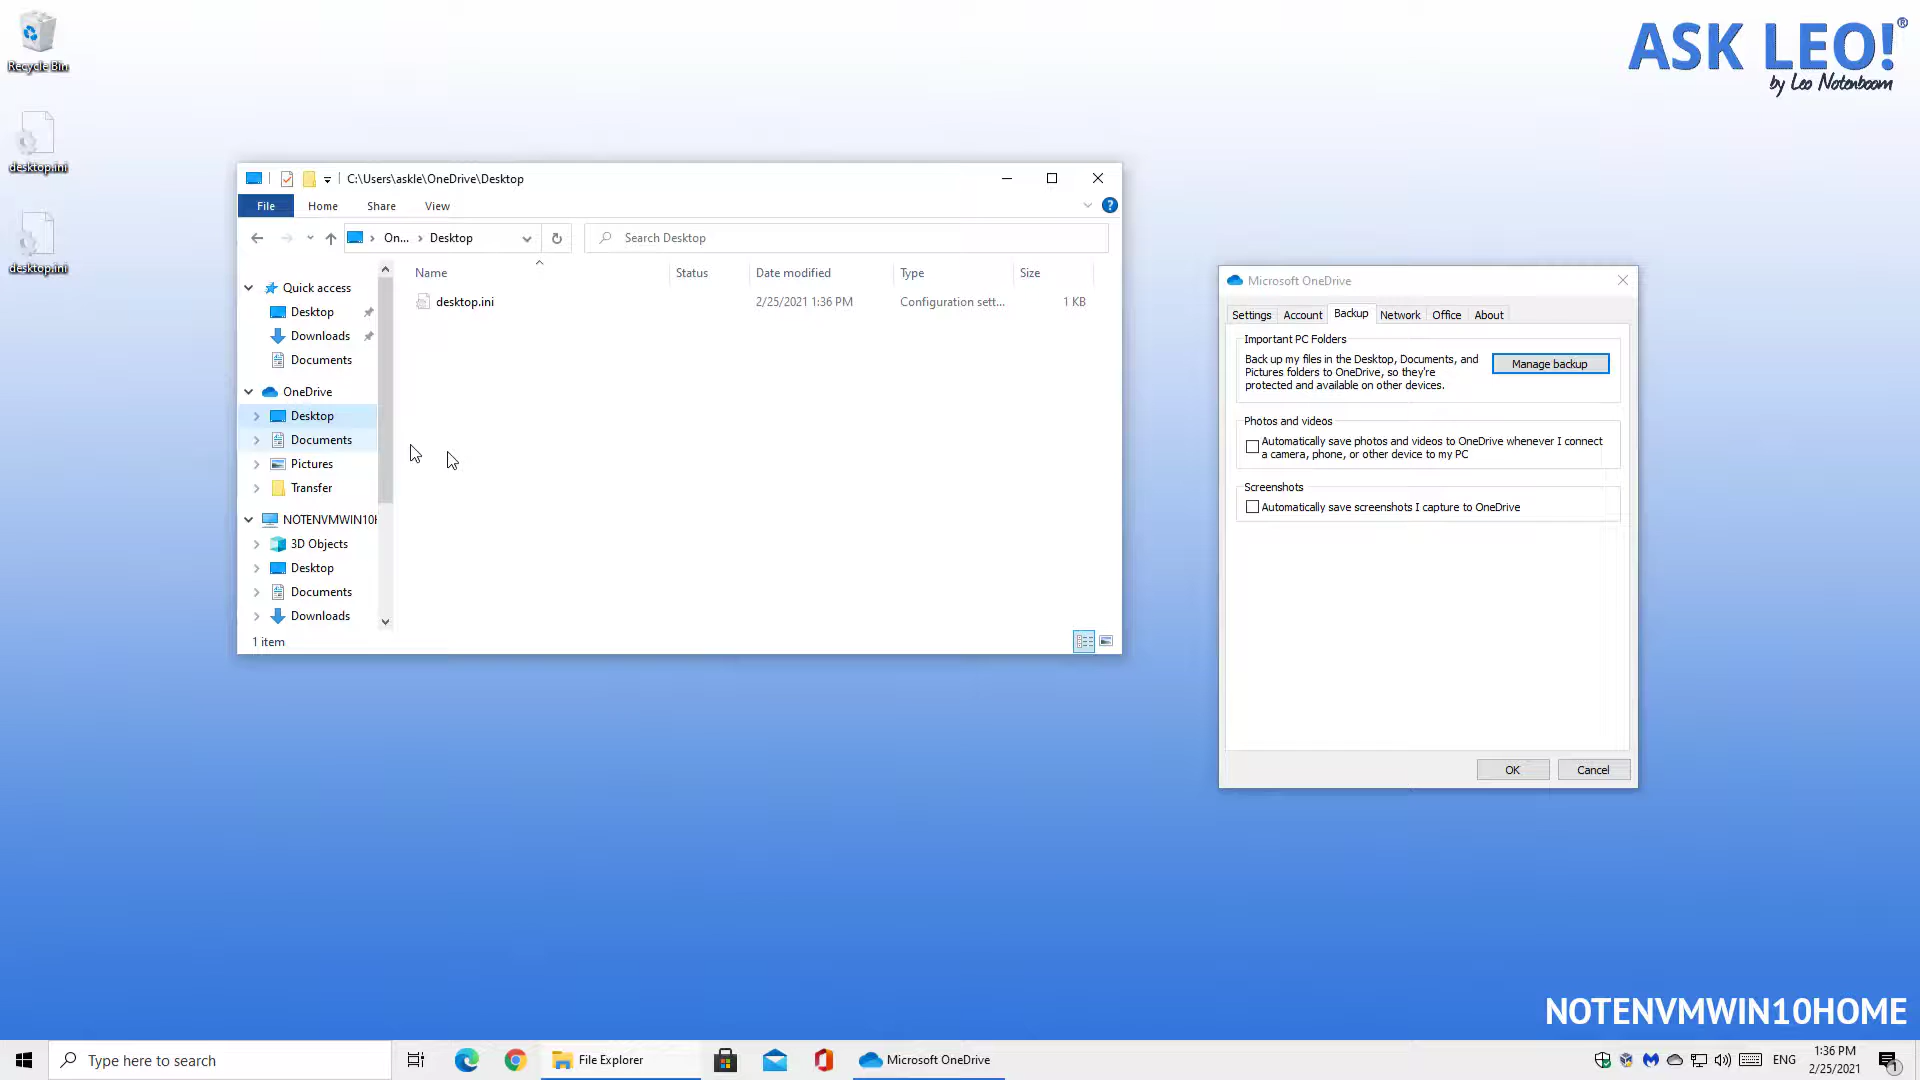 Recycle Bin
desktop.ini
desktop.ini
ASK LEO!®
by Leo Notenboom
C:\Users\askle\OneDrive\Desktop
File Home Share View
On... Desktop
Search Desktop
Name Status Date modified Type Size
desktop.ini 2/25/2021 1:36 PM Configuration sett... 1 KB
Quick access
Desktop
Downloads
Documents
OneDrive
Desktop
Documents
Pictures
Transfer
NOTENVMWIN10H
3D Objects
Desktop
Documents
Downloads
1 item
Microsoft OneDrive
Settings Account Backup Network Office About
Important PC Folders
Back up my files in the Desktop, Documents, and
Pictures folders to OneDrive, so they're
protected and available on other devices.
Manage backup
Photos and videos
Automatically save photos and videos to OneDrive whenever I connect
a camera, phone, or other device to my PC
Screenshots
Automatically save screenshots I capture to OneDrive
OK Cancel
NOTENVMWIN10HOME
Type here to search
File Explorer
Microsoft OneDrive
ENG
1:36 PM
2/25/2021
1